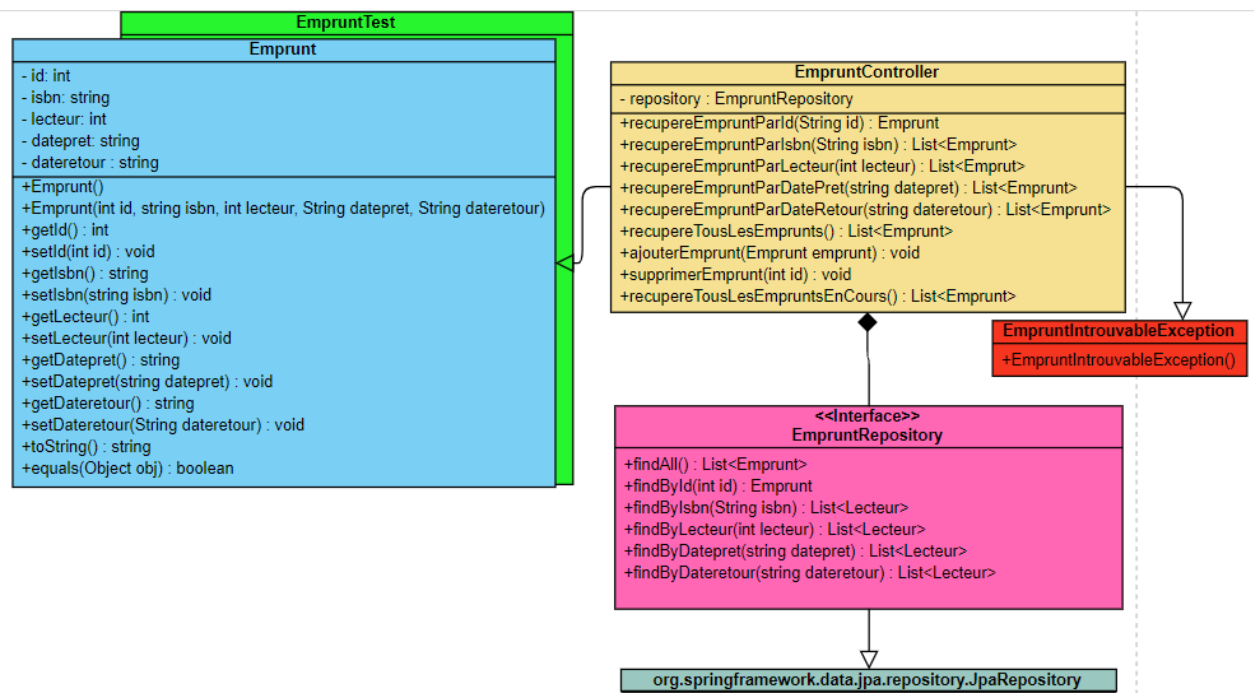 EmpruntTest
Emprunt
- id: int
- isbn: string
- lecteur: int
- datepret: string
- dateretour : string
+Emprunt()
+Emprunt(int id, string isbn, int lecteur, String datepret, String dateretour)
+getId() : int
+setId(int id) : void
+getIsbn() : string
+setIsbn(string isbn) : void
+getLecteur() : int
+setLecteur(int lecteur) : void
+getDatepret() : string
+setDatepret(string datepret) : void
+getDateretour() : string
+setDateretour(String dateretour) : void
+toString() : string
+equals(Object obj) : boolean
EmpruntController
- repository : EmpruntRepository
+recupereEmpruntParId(String id) : Emprunt
+recupereEmpruntParIsbn(String isbn) : List<Emprunt>
+recupereEmpruntParLecteur(int lecteur) : List<Emprut>
+recupereEmpruntParDatePret(string datepret) : List<Emprunt>
+recupereEmpruntParDateRetour(string dateretour) : List<Emprunt>
+recupereTousLesEmprunts() : List<Emprunt>
+ajouterEmprunt(Emprunt emprunt) : void
+supprimerEmprunt(int id) : void
+recupereTousLesEmpruntsEnCours() : List<Emprunt>
EmpruntIntrouvableException
+EmpruntIntrouvableException()
<<Interface>>
EmpruntRepository
+findAll() : List<Emprunt>
+findById(int id) : Emprunt
+findByIsbn(String isbn) : List<Lecteur>
+findByLecteur(int lecteur) : List<Lecteur>
+findByDatepret(string datepret) : List<Lecteur>
+findByDateretour(string dateretour) : List<Lecteur>
org.springframework.data.jpa.repository.JpaRepository